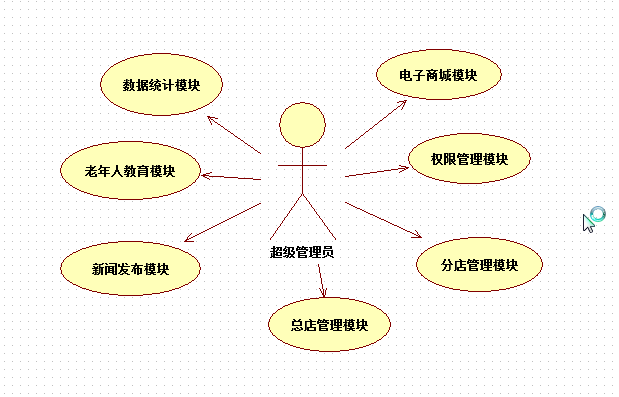 电子商城模块
数据统计模块
权限管理模块
老年人教育模块
超级管理员
分店管理模块
新闻发布模块
总店管理模块